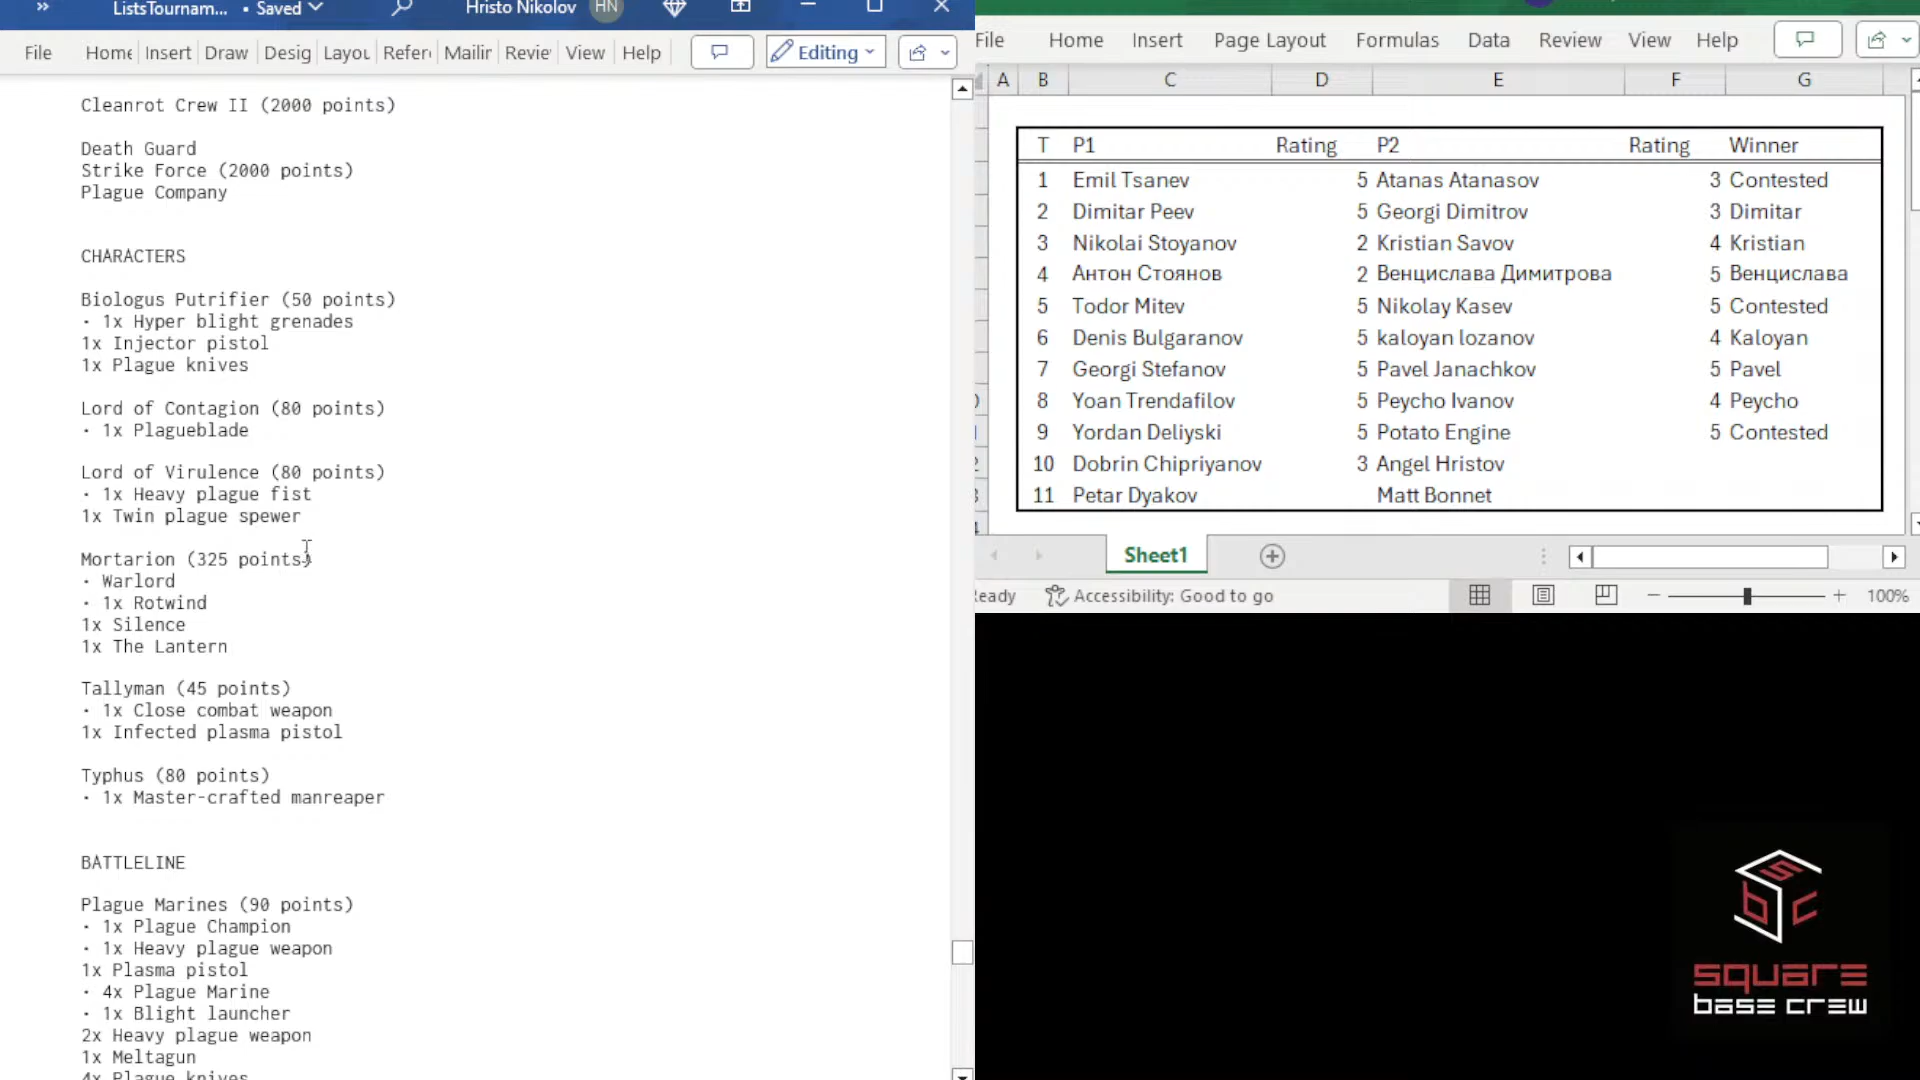 ListsTournam... • Saved
Hristo Nikolov HN
File Home Insert Draw Desig Layou Refer Mailin Revie View Help Editing
Cleanrot Crew II (2000 points)
Death Guard
Strike Force (2000 points)
Plague Company
CHARACTERS
Biologus Putrifier (50 points)
• 1x Hyper blight grenades
1x Injector pistol
1x Plague knives
Lord of Contagion (80 points)
• 1x Plagueblade
Lord of Virulence (80 points)
• 1x Heavy plague fist
1x Twin plague spewer
Mortarion (325 points)
• Warlord
• 1x Rotwind
1x Silence
1x The Lantern
Tallyman (45 points)
• 1x Close combat weapon
1x Infected plasma pistol
Typhus (80 points)
• 1x Master-crafted manreaper
BATTLELINE
Plague Marines (90 points)
• 1x Plague Champion
• 1x Heavy plague weapon
1x Plasma pistol
• 4x Plague Marine
• 1x Blight launcher
2x Heavy plague weapon
1x Meltagun
4x Plague knives
File Home Insert Page Layout Formulas Data Review View Help
A B C D E F G
T P1 Rating P2 Rating Winner
1 Emil Tsanev 5 Atanas Atanasov 3 Contested
2 Dimitar Peev 5 Georgi Dimitrov 3 Dimitar
3 Nikolai Stoyanov 2 Kristian Savov 4 Kristian
4 Антон Стоянов 2 Венцислава Димитрова 5 Венцислава
5 Todor Mitev 5 Nikolay Kasev 5 Contested
6 Denis Bulgaranov 5 kaloyan lozanov 4 Kaloyan
7 Georgi Stefanov 5 Pavel Janachkov 5 Pavel
8 Yoan Trendafilov 5 Peycho Ivanov 4 Peycho
9 Yordan Deliyski 5 Potato Engine 5 Contested
10 Dobrin Chipriyanov 3 Angel Hristov
11 Petar Dyakov Matt Bonnet
Sheet1
eady Accessibility: Good to go 100%
sbc
square
base crew